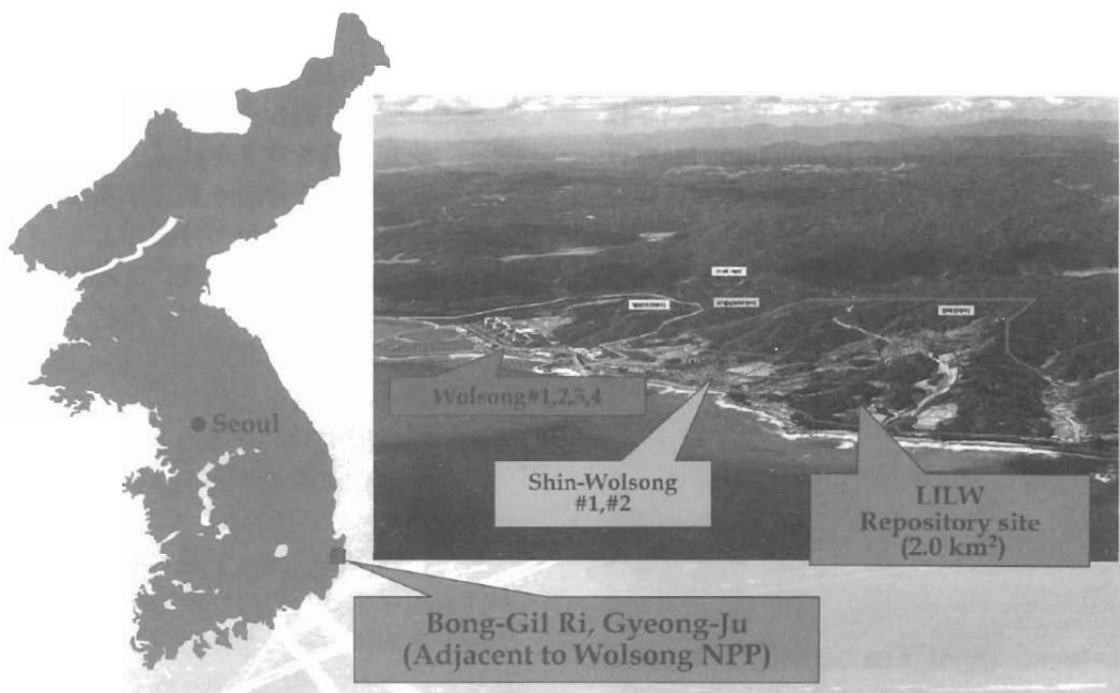 Wolsong#1,2,3,4
Seoul
Shin-Wolsong
#1,#2
LILW
Repository site
(2.0 km²)
Bong-Gil Ri, Gyeong-Ju
(Adjacent to Wolsong NPP)